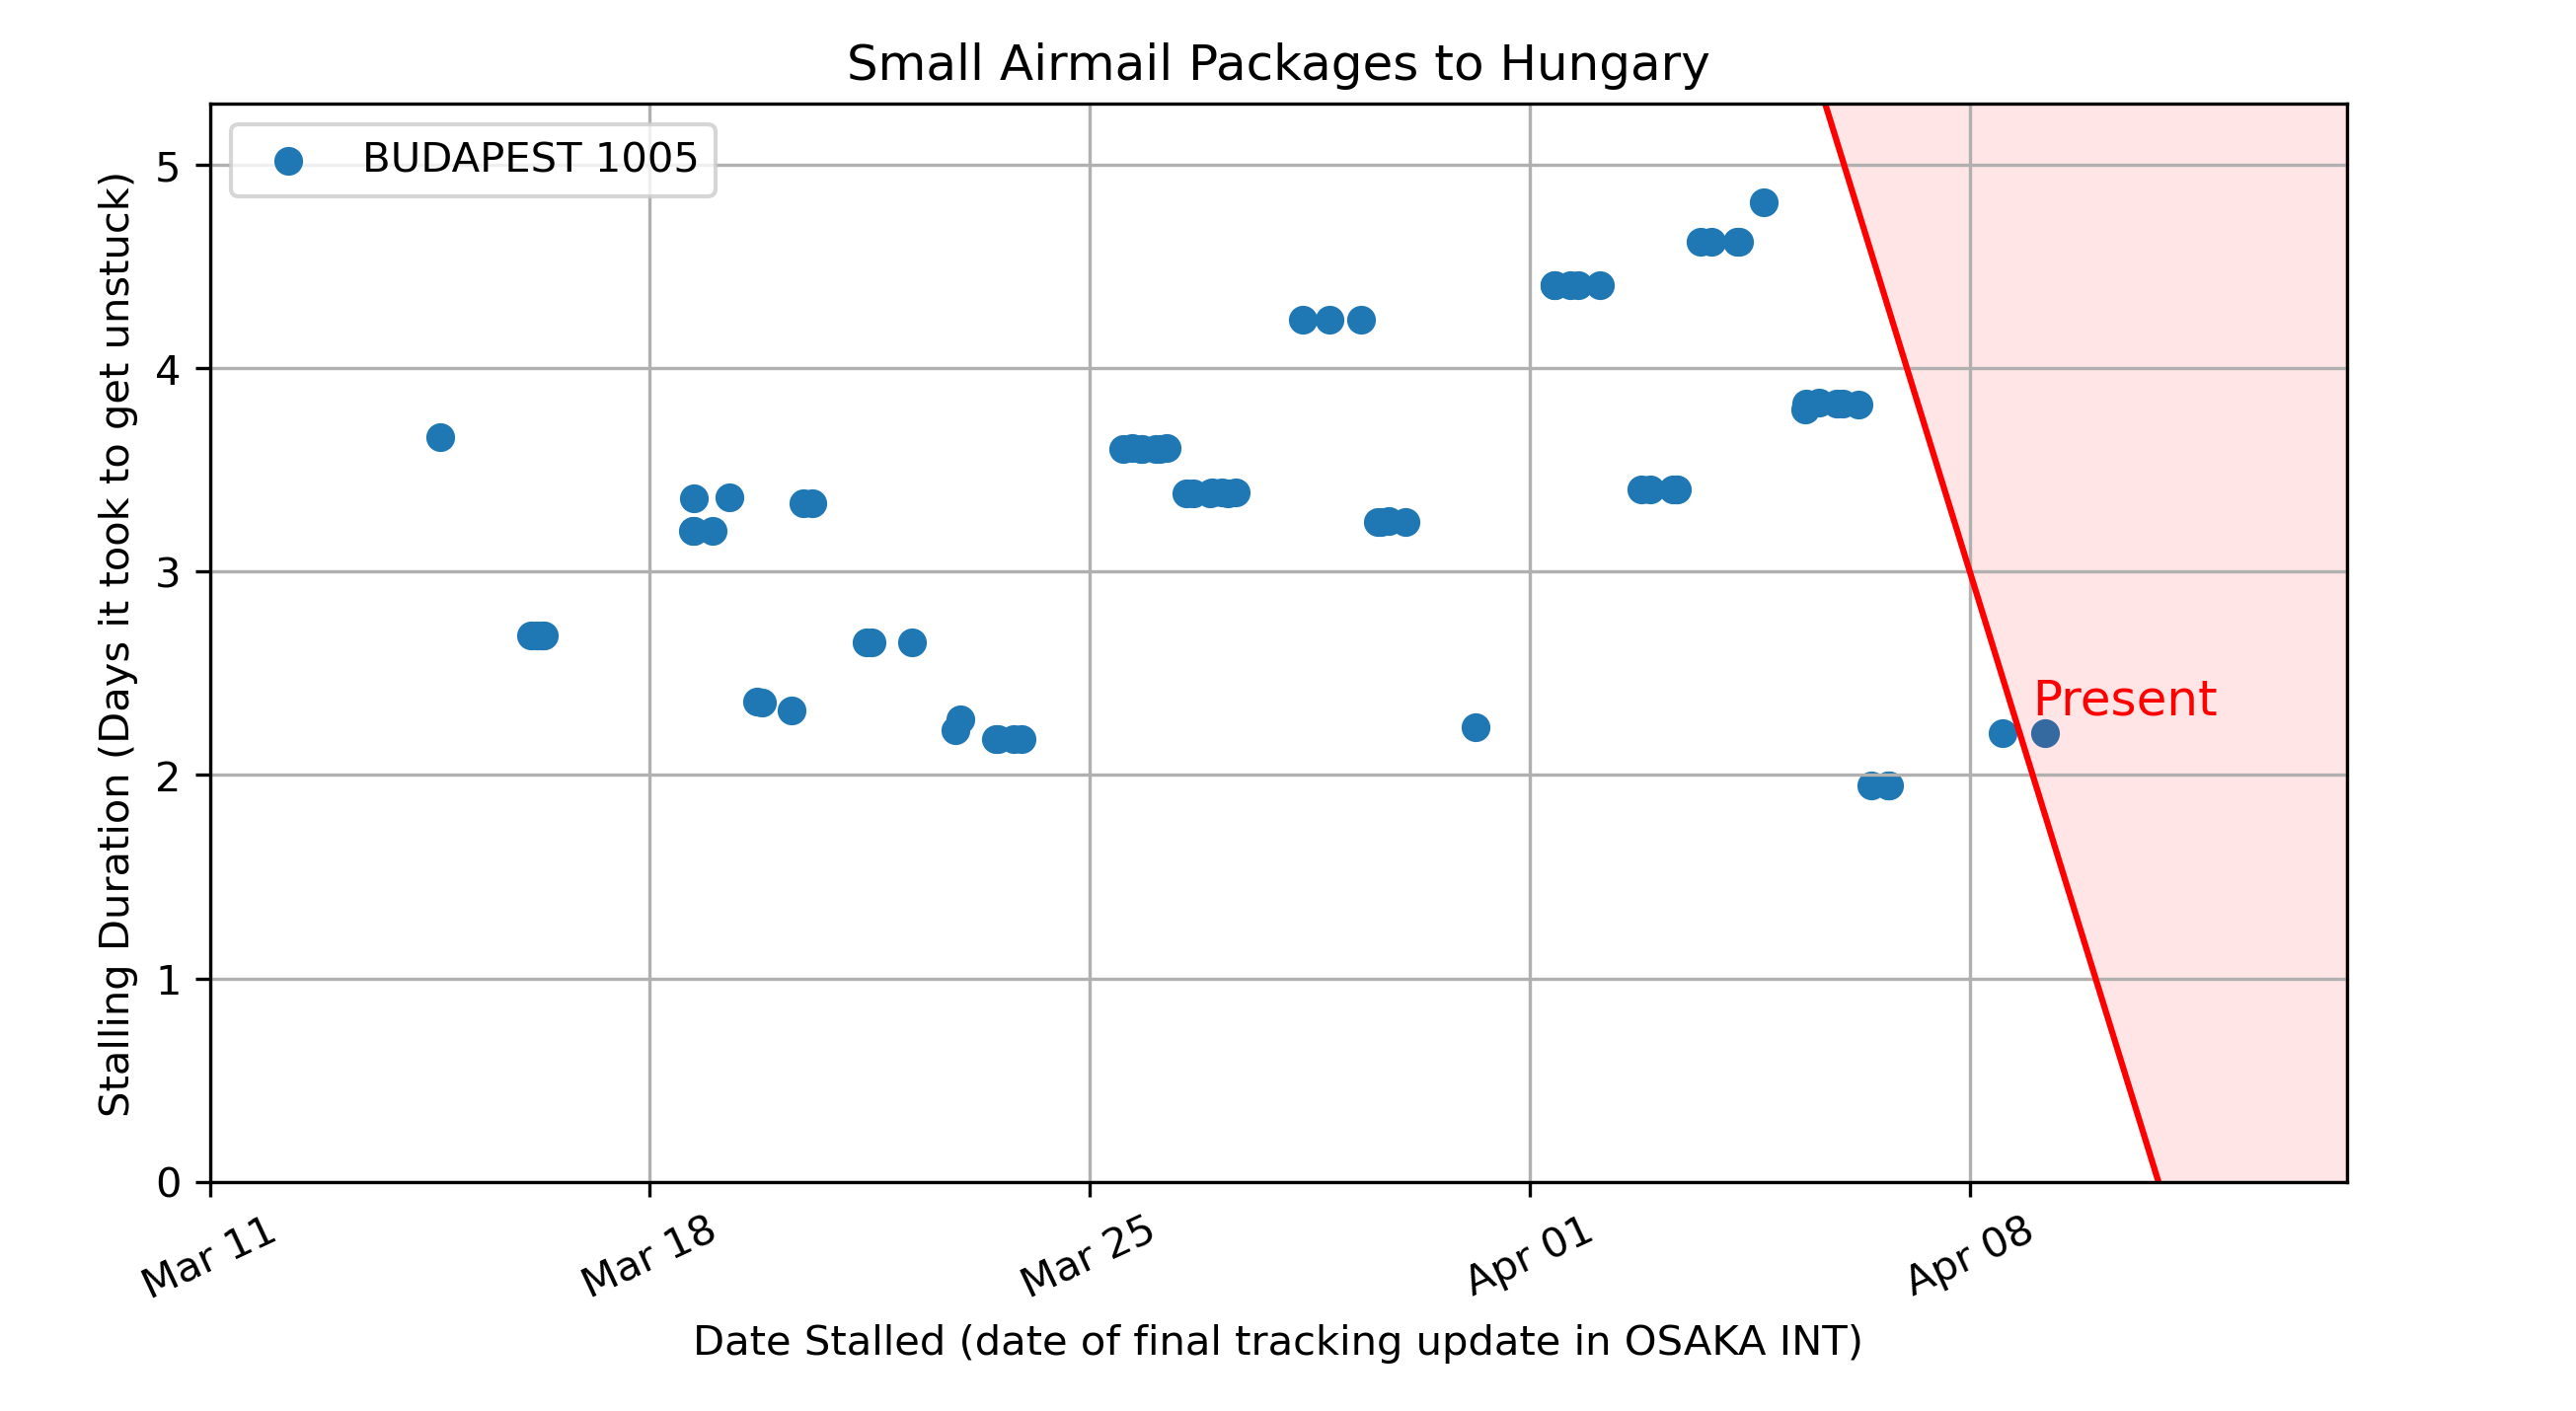 Small Airmail Packages to Hungary
BUDAPEST 1005
Stalling Duration (Days it took to get unstuck)
5
4
3
2
1
0
Present
Mar 11
Mar 18
Mar 25
Apr 01
Apr 08
Date Stalled (date of final tracking update in OSAKA INT)